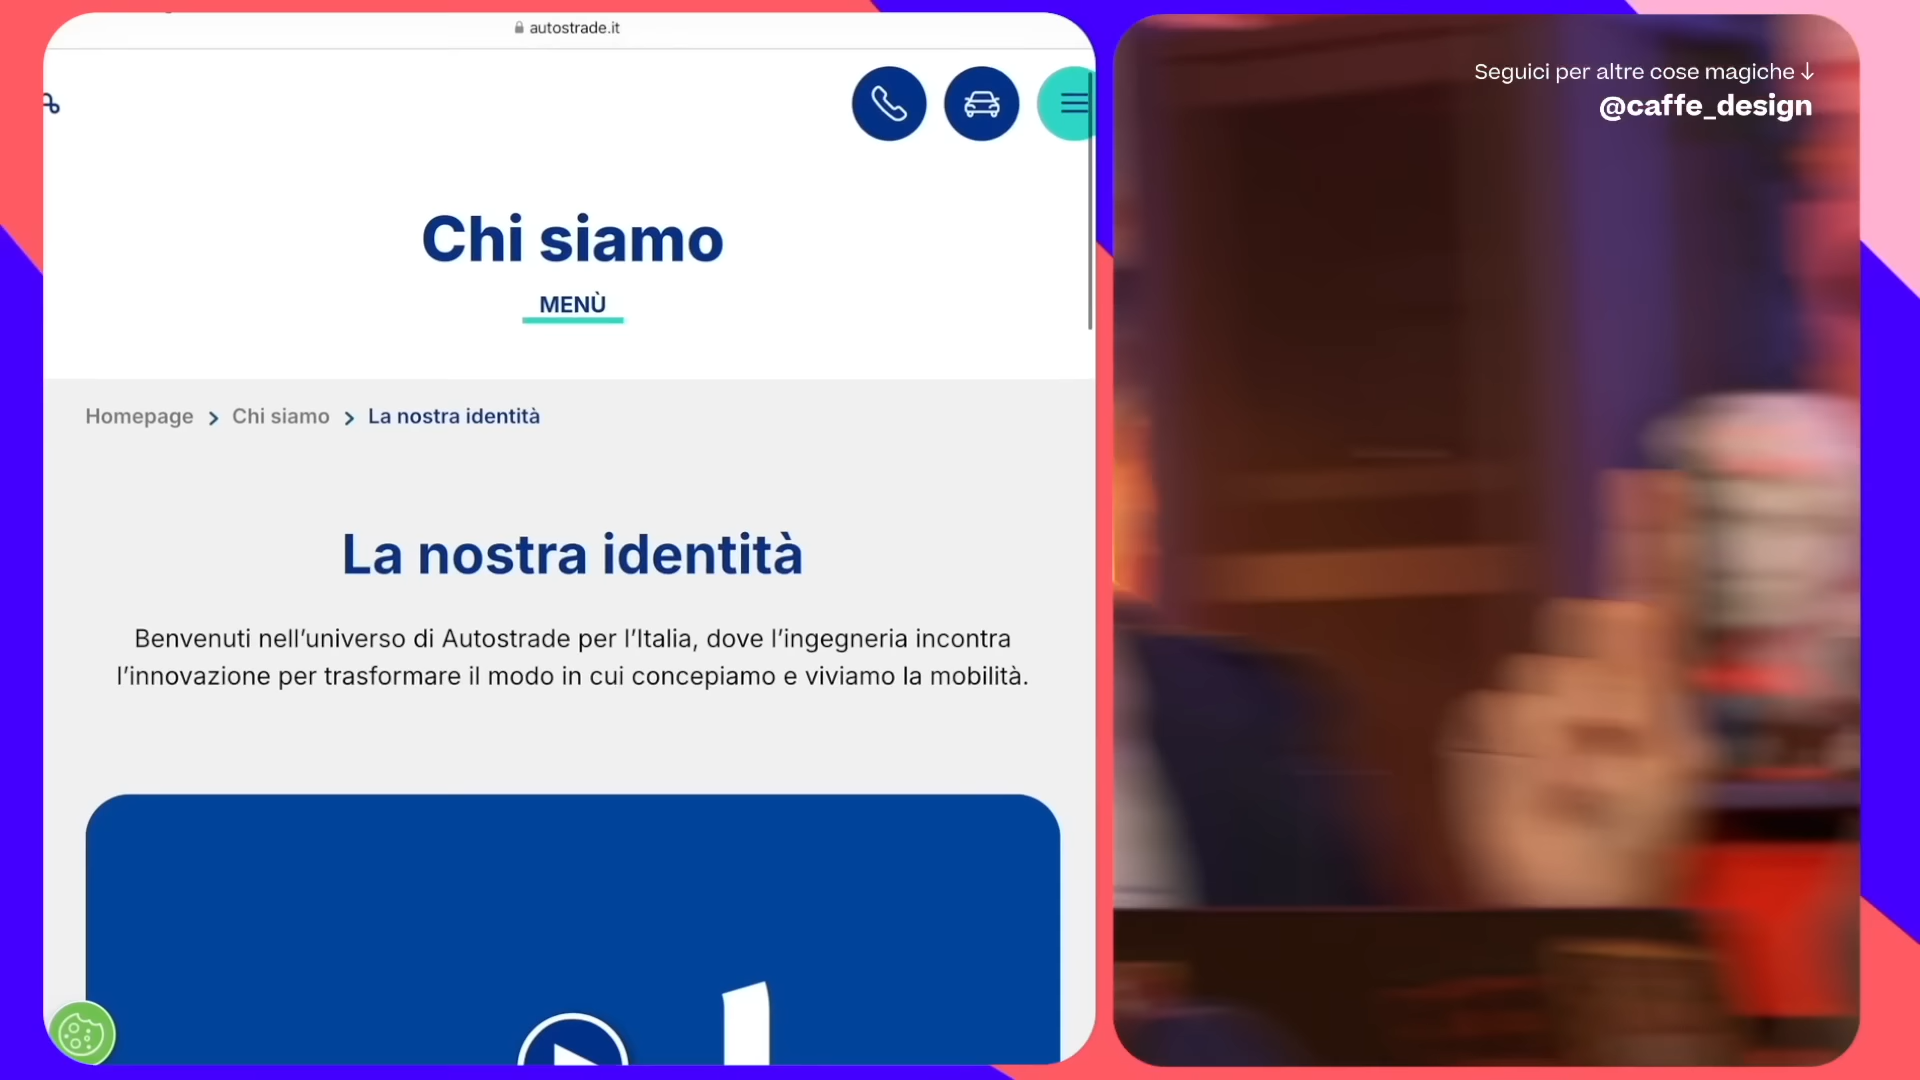 autostrade.it
Chi siamo
MENÙ
Homepage > Chi siamo > La nostra identità
La nostra identità
Benvenuti nell’universo di Autostrade per l’Italia, dove l’ingegneria incontra
l’innovazione per trasformare il modo in cui concepiamo e viviamo la mobilità.
Seguici per altre cose magiche ↓
@caffe_design